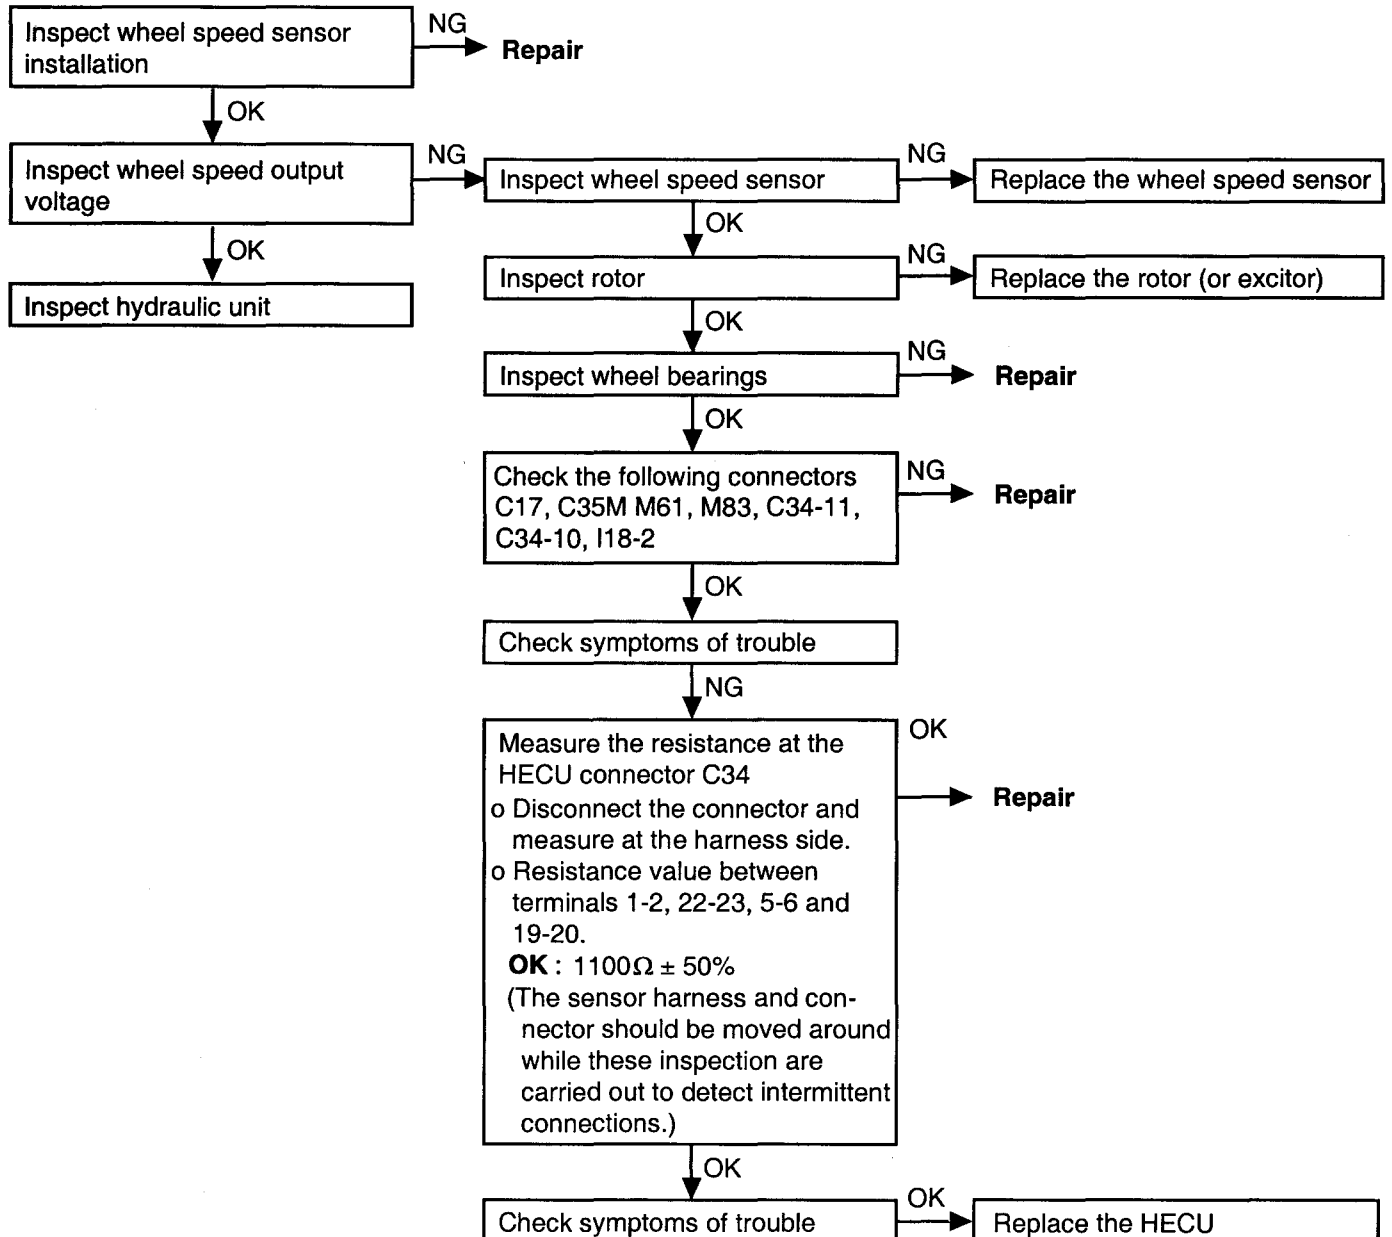 Inspect wheel speed sensor
installation
NG
Repair
OK
Inspect wheel speed output
voltage
NG
Inspect wheel speed sensor
NG
Replace the wheel speed sensor
OK
OK
Inspect hydraulic unit
Inspect rotor
NG
Replace the rotor (or excitor)
OK
Inspect wheel bearings
NG
Repair
OK
Check the following connectors
C17, C35M M61, M83, C34-11,
C34-10, I18-2
NG
Repair
OK
Check symptoms of trouble
NG
Measure the resistance at the
HECU connector C34
o Disconnect the connector and
measure at the harness side.
o Resistance value between
terminals 1-2, 22-23, 5-6 and
19-20.
OK : 1100Ω ± 50%
(The sensor harness and con-
nector should be moved around
while these inspection are
carried out to detect intermittent
connections.)
OK
Repair
OK
Check symptoms of trouble
OK
Replace the HECU